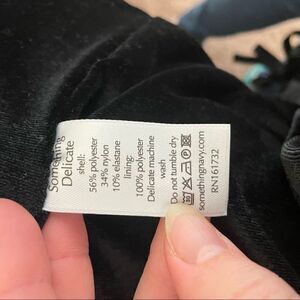 Something
Delicate
shell:
56% polyester
34% nylon
10% elastane
lining:
100% polyester
Delicate machine
wash
Do not tumble dry
somethingnavy.com
RN161732